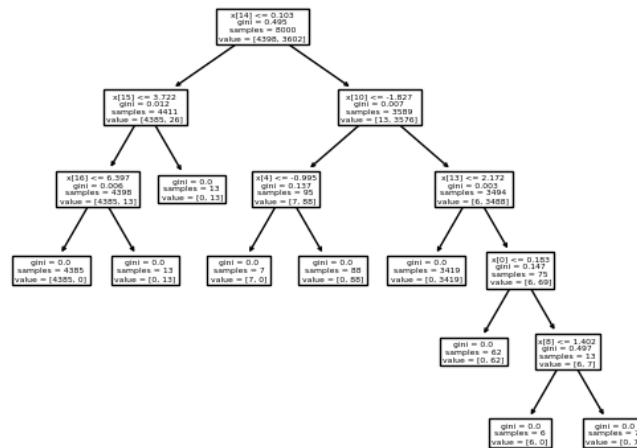 x[14] <= 0.103
gini = 0.495
samples = 8000
value = [4398, 3602]
x[15] <= 3.722
gini = 0.012
samples = 4411
value = [4385, 26]
x[10] <= -1.827
gini = 0.007
samples = 3589
value = [13, 3576]
x[16] <= 6.397
gini = 0.006
samples = 4398
value = [4385, 13]
gini = 0.0
samples = 13
value = [0, 13]
x[4] <= -0.995
gini = 0.137
samples = 95
value = [7, 88]
x[13] <= 2.172
gini = 0.003
samples = 3494
value = [6, 3488]
gini = 0.0
samples = 4385
value = [4385, 0]
gini = 0.0
samples = 13
value = [0, 13]
gini = 0.0
samples = 7
value = [7, 0]
gini = 0.0
samples = 88
value = [0, 88]
gini = 0.0
samples = 3419
value = [0, 3419]
x[0] <= 0.183
gini = 0.147
samples = 75
value = [6, 69]
gini = 0.0
samples = 62
value = [0, 62]
x[8] <= 1.402
gini = 0.497
samples = 13
value = [6, 7]
gini = 0.0
samples = 6
value = [6, 0]
gini = 0.0
samples = 7
value = [0,